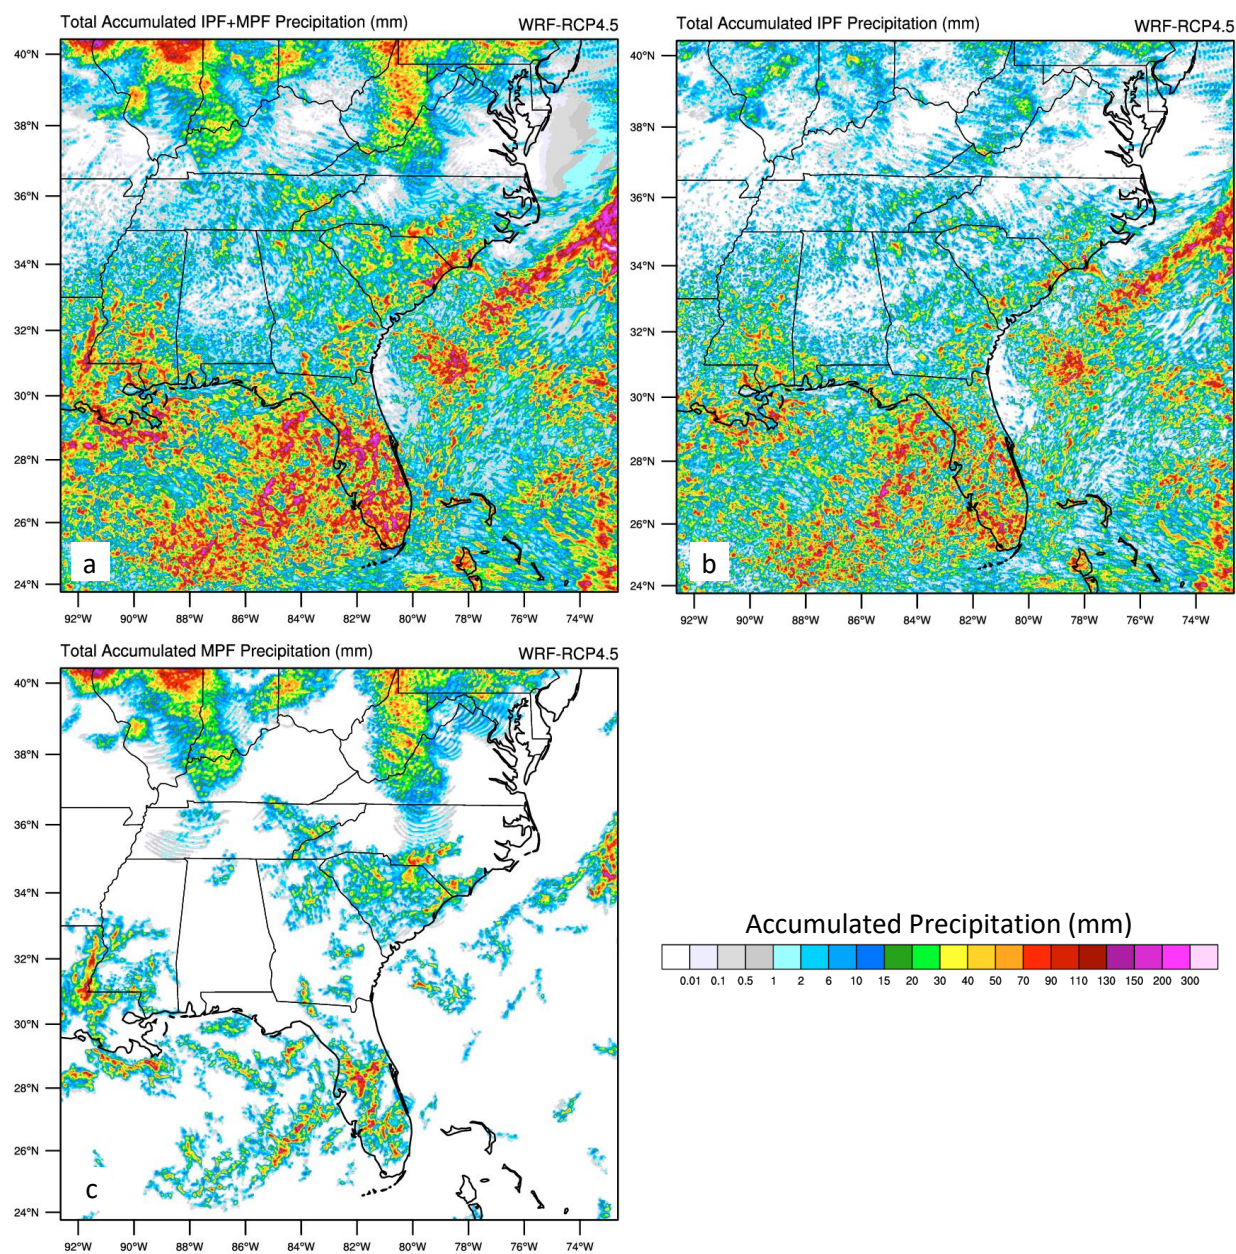 Total Accumulated IPF+MPF Precipitation (mm) WRF-RCP4.5
40°N
38°N
36°N
34°N
32°N
30°N
28°N
26°N
24°N
a
92°W 90°W 88°W 86°W 84°W 82°W 80°W 78°W 76°W 74°W
Total Accumulated IPF Precipitation (mm) WRF-RCP4.5
40°N
38°N
36°N
34°N
32°N
30°N
28°N
26°N
24°N
b
92°W 90°W 88°W 86°W 84°W 82°W 80°W 78°W 76°W 74°W
Total Accumulated MPF Precipitation (mm) WRF-RCP4.5
40°N
38°N
36°N
34°N
32°N
30°N
28°N
26°N
24°N
c
92°W 90°W 88°W 86°W 84°W 82°W 80°W 78°W 76°W 74°W
Accumulated Precipitation (mm)
0.01 0.1 0.5 1 2 6 10 15 20 30 40 50 70 90 110 130 150 200 300